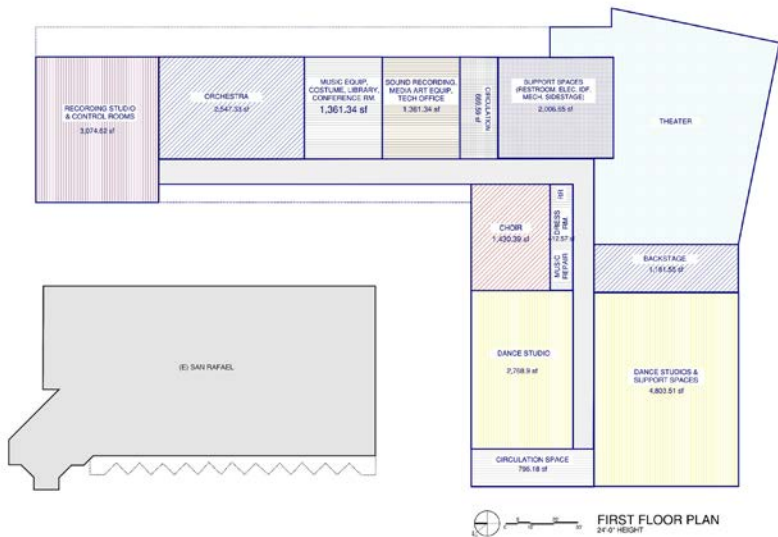 RECORDING STUDIO
& CONTROL ROOMS
3,074.62 sf
ORCHESTRA
2,547.33 sf
MUSIC EQUIP,
COSTUME, LIBRARY,
CONFERENCE RM.
1,361.34 sf
SOUND RECORDING,
MEDIA ART EQUIP,
TECH OFFICE
1,361.34 sf
CIRCULATION
SUPPORT SPACES
(RESTROOM, ELEC, IDF,
MECH, SIDESTAGE)
2,006.65 sf
THEATER
CHOIR
1,430.39 sf
RR
DRESS RM.
MUSIC
REPAIR
BACKSTAGE
1,181.55 sf
(E) SAN RAFAEL
DANCE STUDIO
2,768.9 sf
DANCE STUDIOS &
SUPPORT SPACES
4,803.51 sf
CIRCULATION SPACE
796.18 sf
FIRST FLOOR PLAN
24'-0" HEIGHT